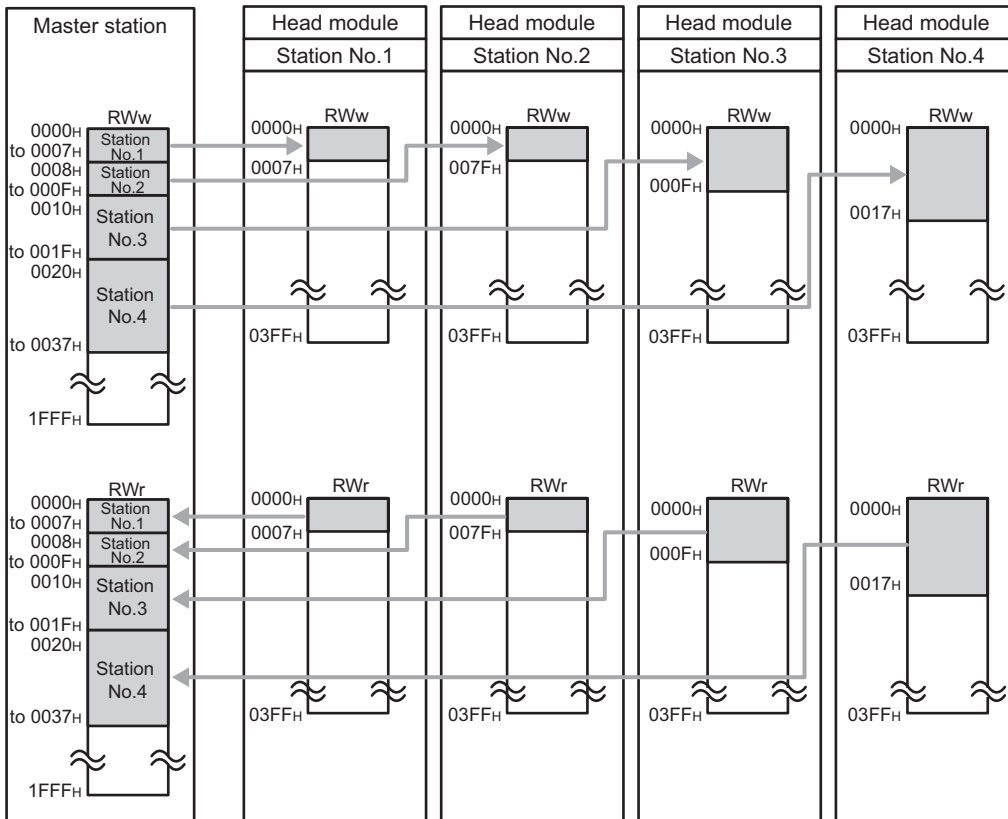 Master station
Head module
Station No.1
Head module
Station No.2
Head module
Station No.3
Head module
Station No.4
RWw
0000H
to 0007H
Station
No.1
0008H
to 000FH
Station
No.2
0010H
to 001FH
Station
No.3
0020H
to 0037H
Station
No.4
1FFFH
RWw
0000H
0007H
03FFH
RWw
0000H
007FH
03FFH
RWw
0000H
000FH
03FFH
RWw
0000H
0017H
03FFH
RWr
0000H
to 0007H
Station
No.1
0008H
to 000FH
Station
No.2
0010H
to 001FH
Station
No.3
0020H
to 0037H
Station
No.4
1FFFH
RWr
0000H
0007H
03FFH
RWr
0000H
007FH
03FFH
RWr
0000H
000FH
03FFH
RWr
0000H
0017H
03FFH